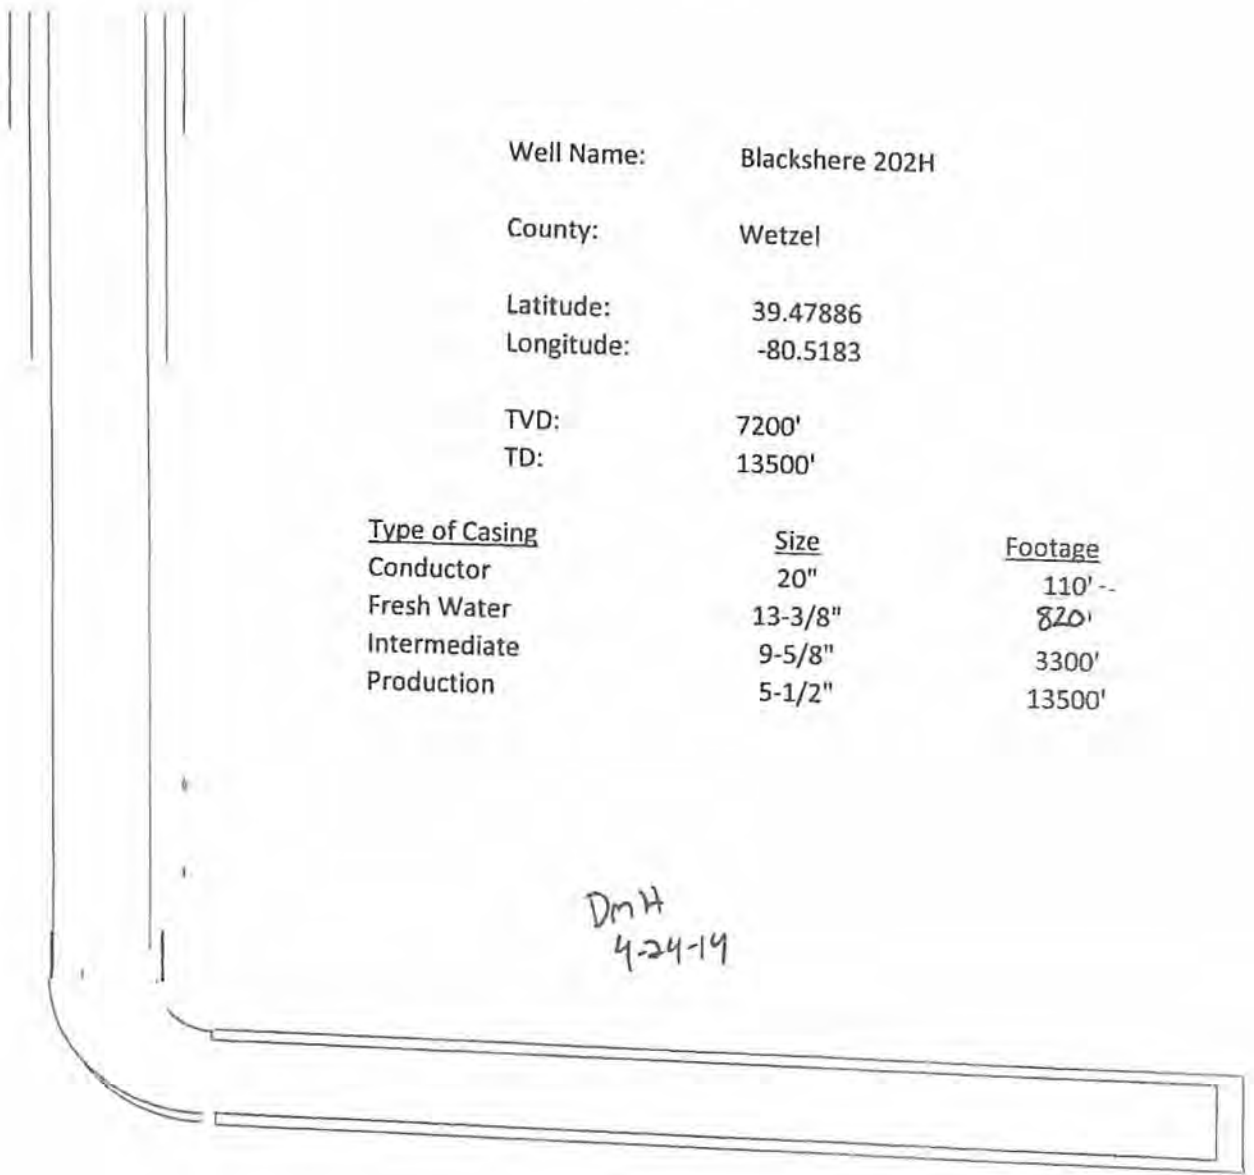 Well Name: Blackshere 202H
County: Wetzel
Latitude: 39.47886
Longitude: -80.5183
TVD: 7200'
TD: 13500'
Type of Casing Size Footage
Conductor 20" 110' --
Fresh Water 13-3/8" 820'
Intermediate 9-5/8" 3300'
Production 5-1/2" 13500'
DmH
4-24-14